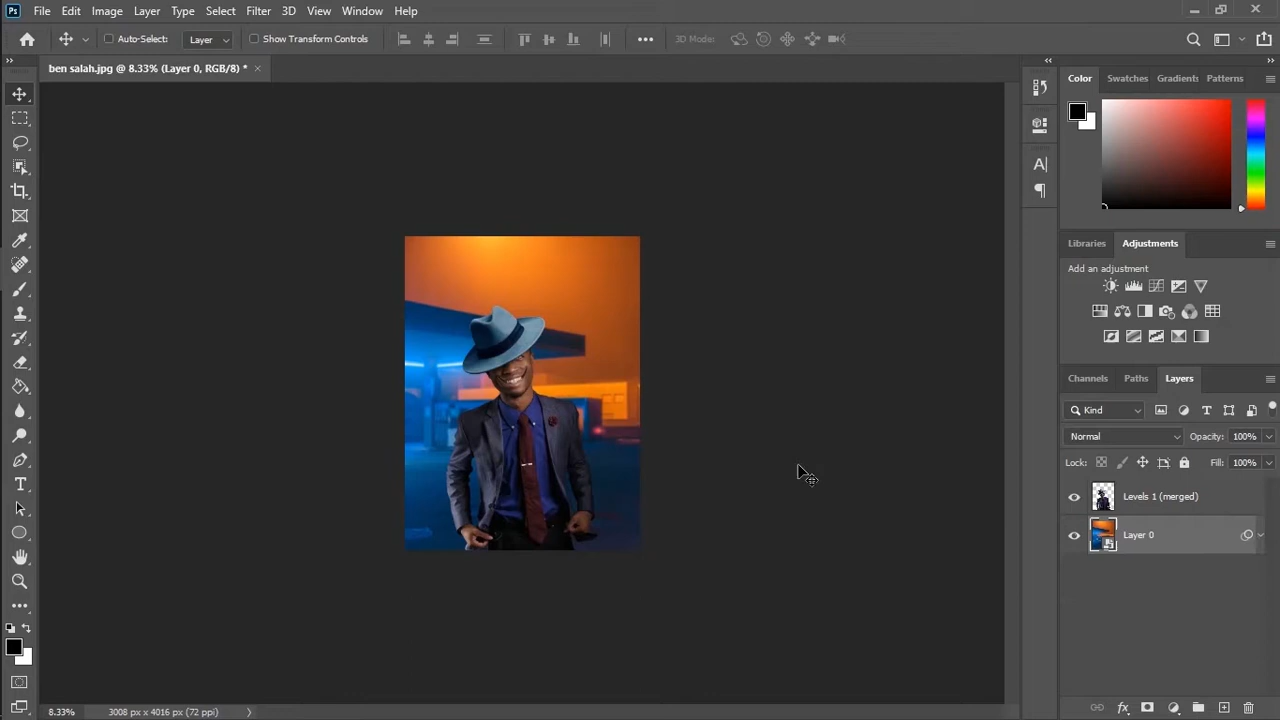 Ps File Edit Image Layer Type Select Filter 3D View Window Help
Auto-Select: Layer Show Transform Controls ••• 3D Mode:
ben salah.jpg @ 8.33% (Layer 0, RGB/8) * ×
Color Swatches Gradients Patterns
Libraries Adjustments
Add an adjustment
Channels Paths Layers
Kind
Normal Opacity: 100%
Lock: Fill: 100%
Levels 1 (merged)
Layer 0
8.33% 3008 px x 4016 px (72 ppi)